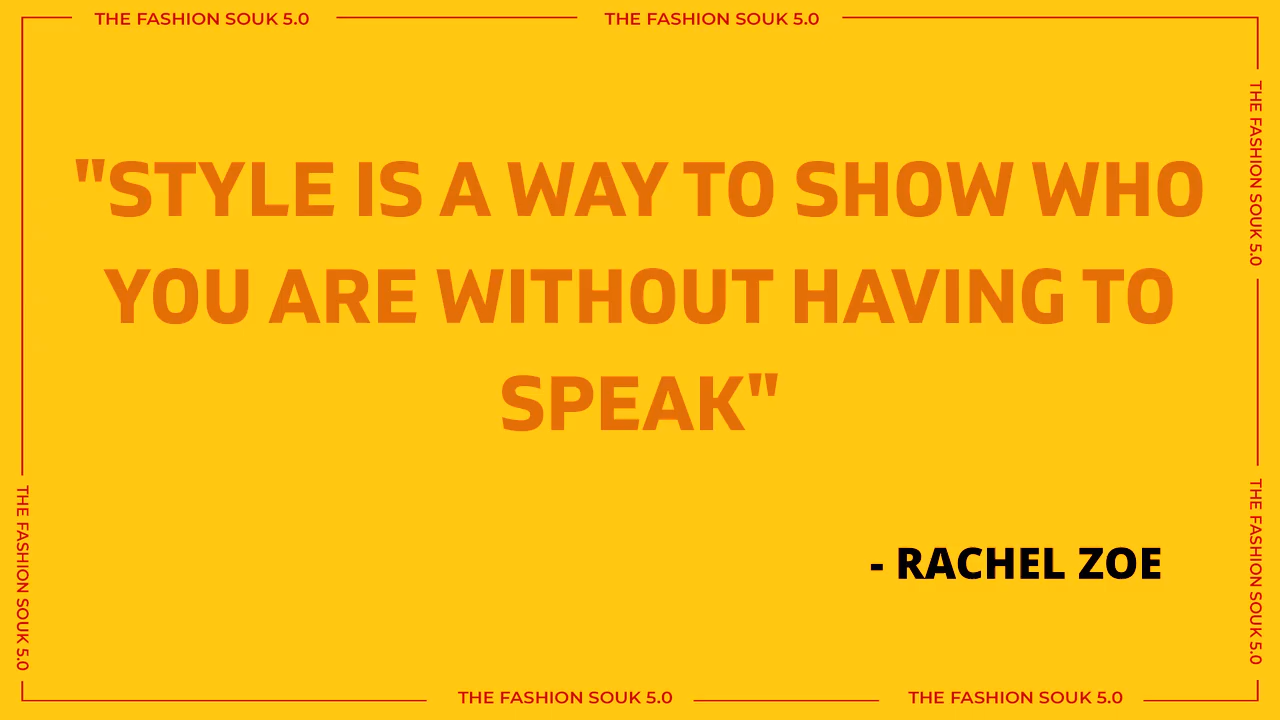 THE FASHION SOUK 5.0
THE FASHION SOUK 5.0
THE FASHION SOUK 5.0
"STYLE IS A WAY TO SHOW WHO
YOU ARE WITHOUT HAVING TO
SPEAK"
THE FASHION SOUK 5.0
THE FASHION SOUK 5.0
- RACHEL ZOE
THE FASHION SOUK 5.0
THE FASHION SOUK 5.0